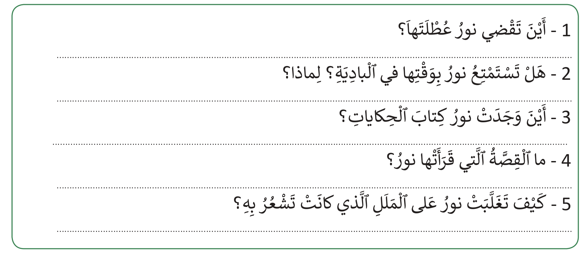 1 - أَيْنَ تَقْضي نورُ عُطْلَتَهاَ؟
2 - هَلْ تَسْتَمْتِعُ نورُ بِوَقْتِها في ٱلْبادِيَةِ؟ لِماذا؟
3 - أَيْنَ وَجَدَتْ نورُ كِتابَ ٱلْحِكاياتِ؟
4 - ما ٱلْقِصَّةُ ٱلَّتي قَرَأَتْها نورُ؟
5 - كَيْفَ تَغَلَّبَتْ نورُ عَلى ٱلْمَلَلِ ٱلَّذي كانَتْ تَشْعُرُ بِهِ؟